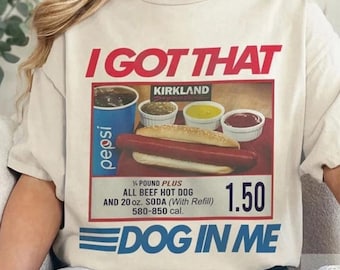 I GOT THAT
KIRKLAND
pepsi
¼ POUND PLUS
ALL BEEF HOT DOG
AND 20 oz. SODA (With Refill)
580-850 cal.
1.50
DOG IN ME